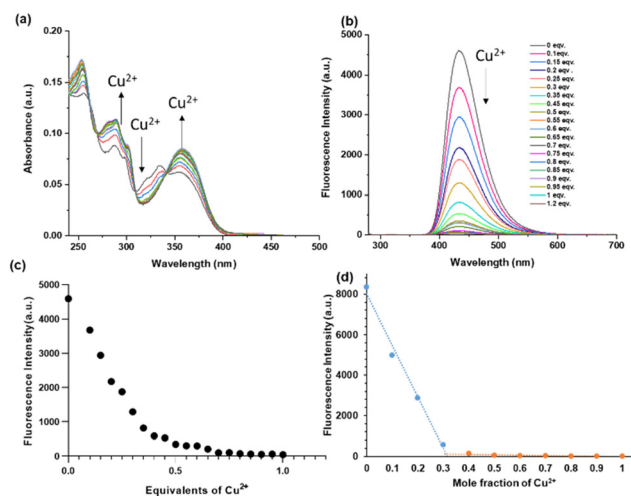 (a)
0.20
0.15
0.10
0.05
0.00
Absorbance (a.u.)
Cu²⁺
Cu²⁺
Cu²⁺
250 300 350 400 450 500
Wavelength (nm)
(b)
5000
4000
3000
2000
1000
0
Fluorescence Intensity (a.u.)
Cu²⁺
0 eqv.
0.1eqv.
0.15 eqv.
0.2 eqv .
0.25 eqv.
0.3 eqv
0.35 eqv.
0.45 eqv.
0.5 eqv.
0.55 eqv.
0.6 eqv.
0.65 eqv.
0.7 eqv.
0.75 eqv.
0.8 eqv.
0.85 eqv.
0.9 eqv.
0.95 eqv.
1 eqv.
1.2 eqv.
300 400 500 600 700
Wavelength (nm)
(c)
5000
4000
3000
2000
1000
0
Fluorescence Intensity(a.u.)
0.0 0.5 1.0
Equivalents of Cu²⁺
(d)
8000
6000
4000
2000
0
Fluorescence Intensity (a.u.)
0 0.1 0.2 0.3 0.4 0.5 0.6 0.7 0.8 0.9 1
Mole fraction of Cu²⁺